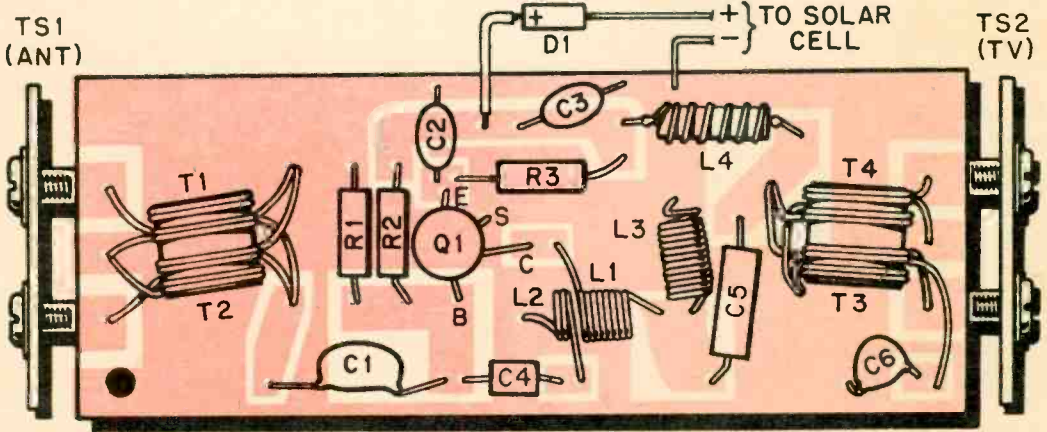 TS1
(ANT)
+
D1
+
−
TO SOLAR
CELL
TS2
(TV)
C2
C3
L4
T1
T2
R1
R2
R3
E
S
Q1
C
B
L3
L1
L2
C5
T4
T3
C1
C4
C6